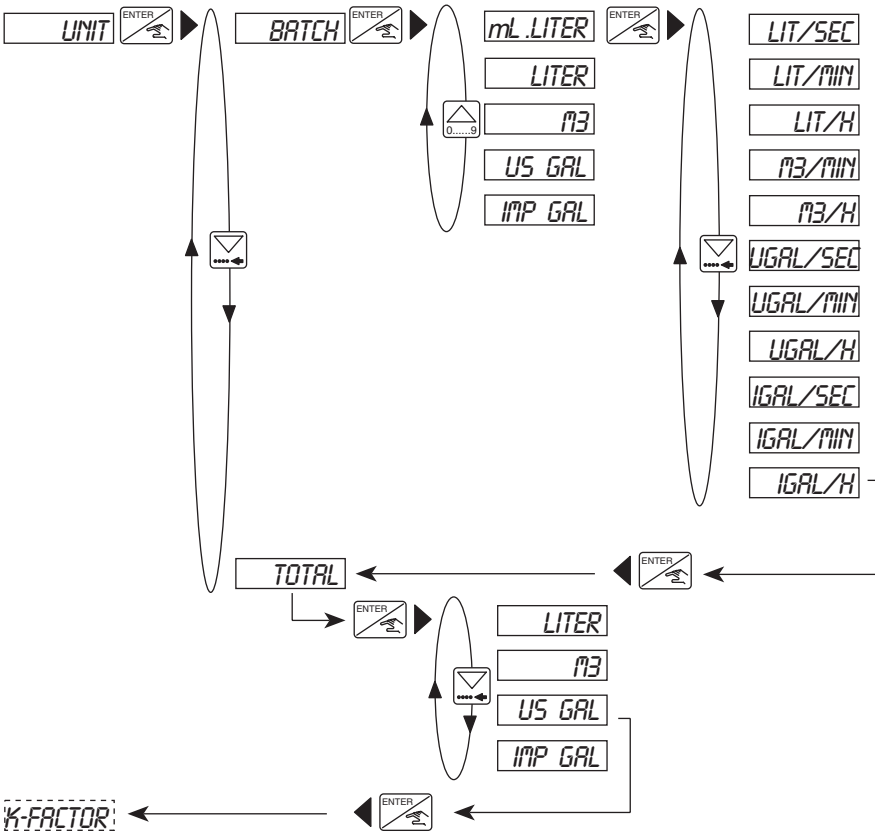 UNIT ENTER BATCH ENTER mL.LITER ENTER LIT/SEC
LITER LIT/MIN
0......9 M3 LIT/H
US GAL M3/MIN
IMP GAL M3/H
UGAL/SEC
UGAL/MIN
UGAL/H
IGAL/SEC
IGAL/MIN
IGAL/H
TOTAL ENTER
ENTER LITER
M3
US GAL
IMP GAL
K-FACTOR ENTER